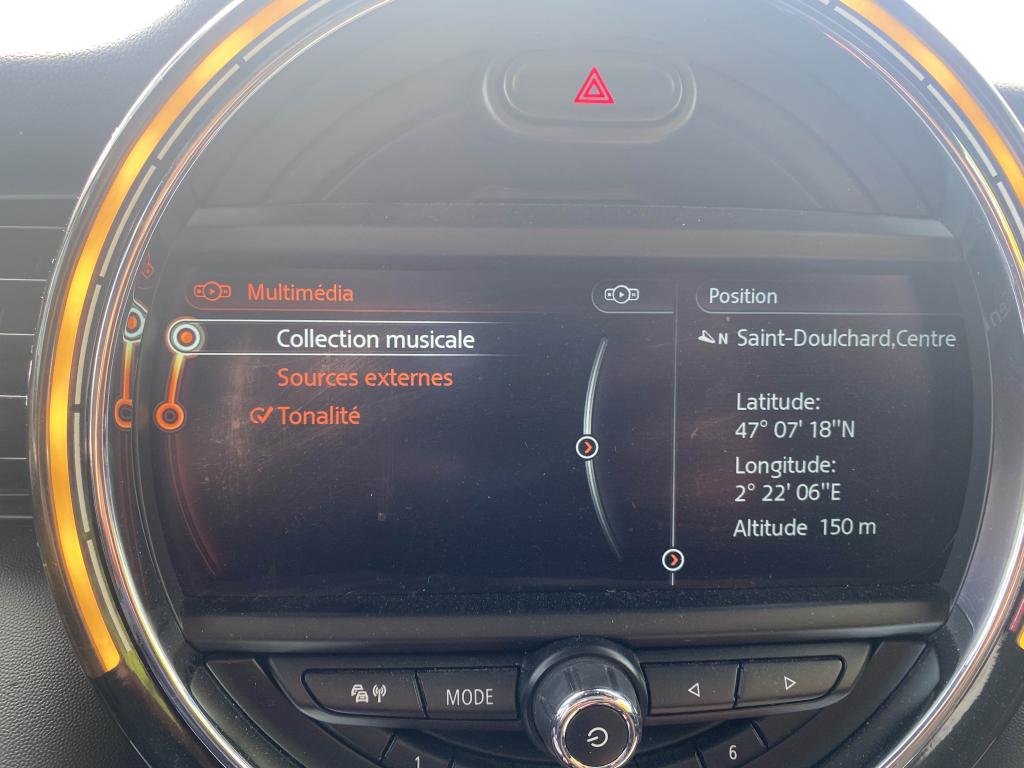 Multimédia
Collection musicale
Sources externes
Tonalité
Position
N Saint-Doulchard,Centre
Latitude:
47° 07' 18"N
Longitude:
2° 22' 06"E
Altitude 150 m
MODE
1
6